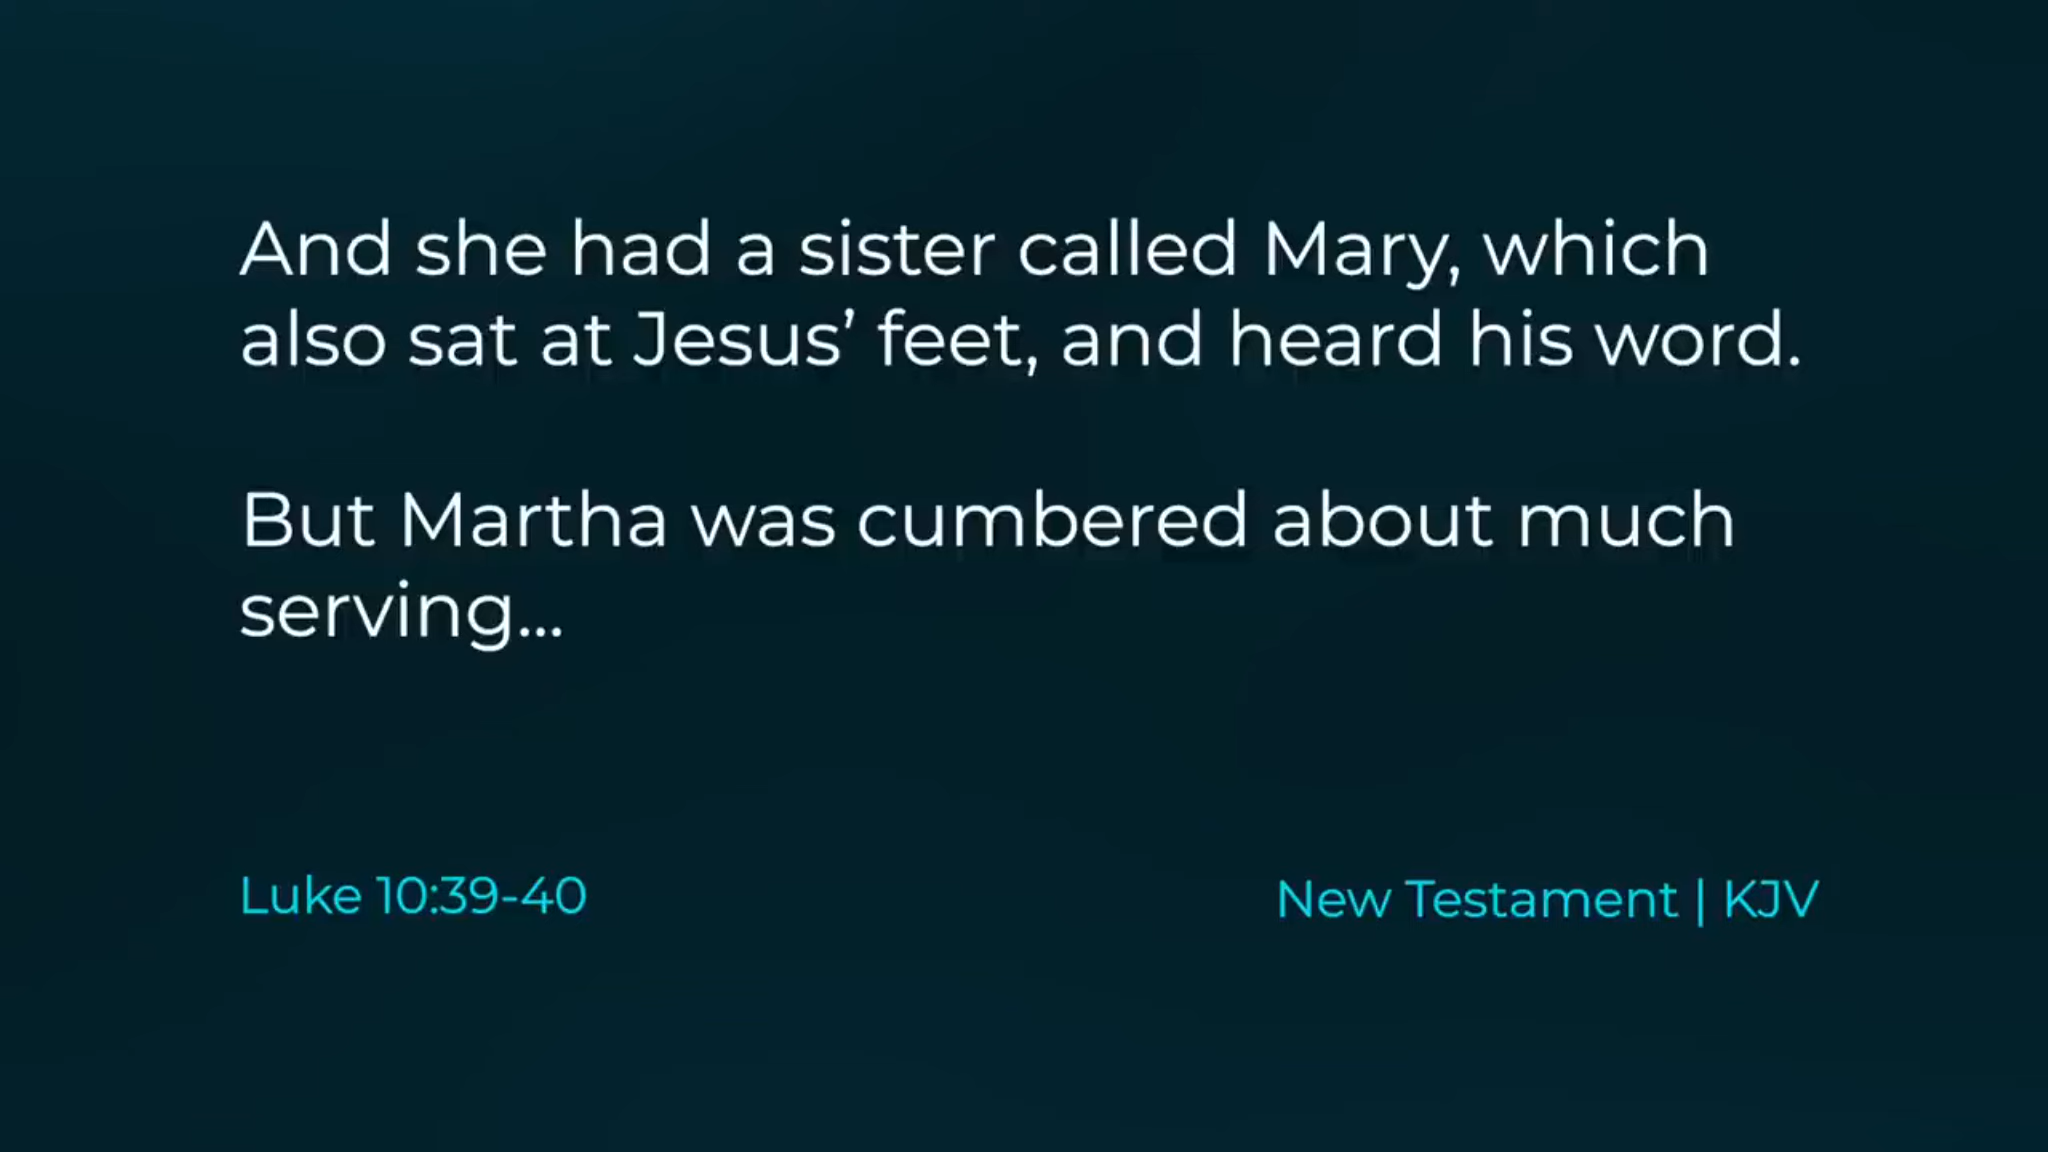 And she had a sister called Mary, which
also sat at Jesus’ feet, and heard his word.
But Martha was cumbered about much
serving...
Luke 10:39-40
New Testament | KJV